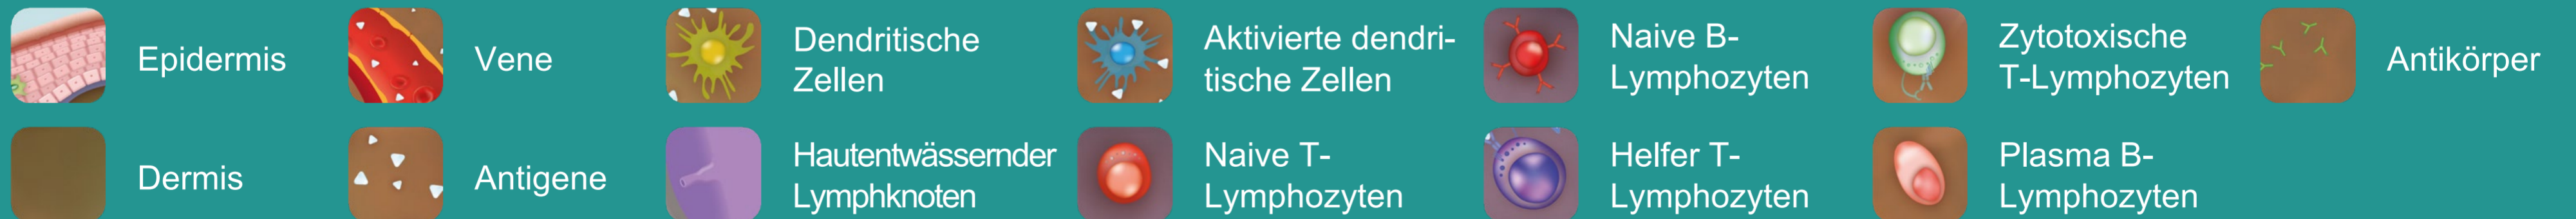 Epidermis
Vene
Dendritische
Zellen
Aktivierte dendri-
tische Zellen
Naive B-
Lymphozyten
Zytotoxische
T-Lymphozyten
Antikörper
Dermis
Antigene
Hautentwässernder
Lymphknoten
Naive T-
Lymphozyten
Helfer T-
Lymphozyten
Plasma B-
Lymphozyten